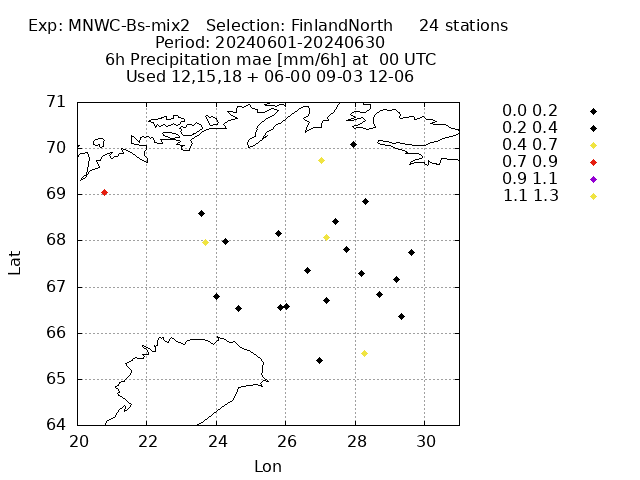 Exp: MNWC-Bs-mix2 Selection: FinlandNorth 24 stations
Period: 20240601-20240630
6h Precipitation mae [mm/6h] at 00 UTC
Used 12,15,18 + 06-00 09-03 12-06
0.0 0.2
0.2 0.4
0.4 0.7
0.7 0.9
0.9 1.1
1.1 1.3
71
70
69
68
67
66
65
64
Lat
20 22 24 26 28 30
Lon